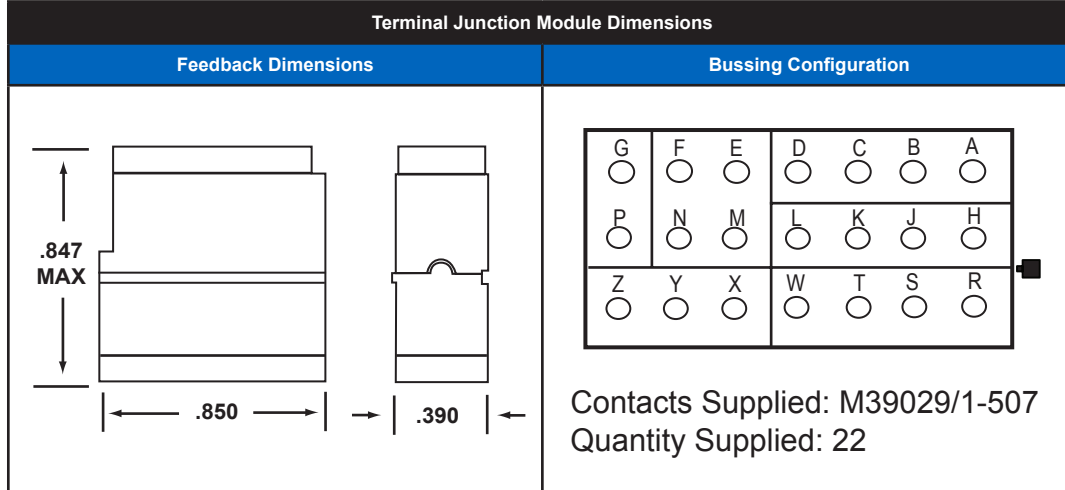 Terminal Junction Module Dimensions
Feedback Dimensions
Bussing Configuration
.847
MAX
.850
.390
G F E D C B A
P N M L K J H
Z Y X W T S R
Contacts Supplied: M39029/1-507
Quantity Supplied: 22